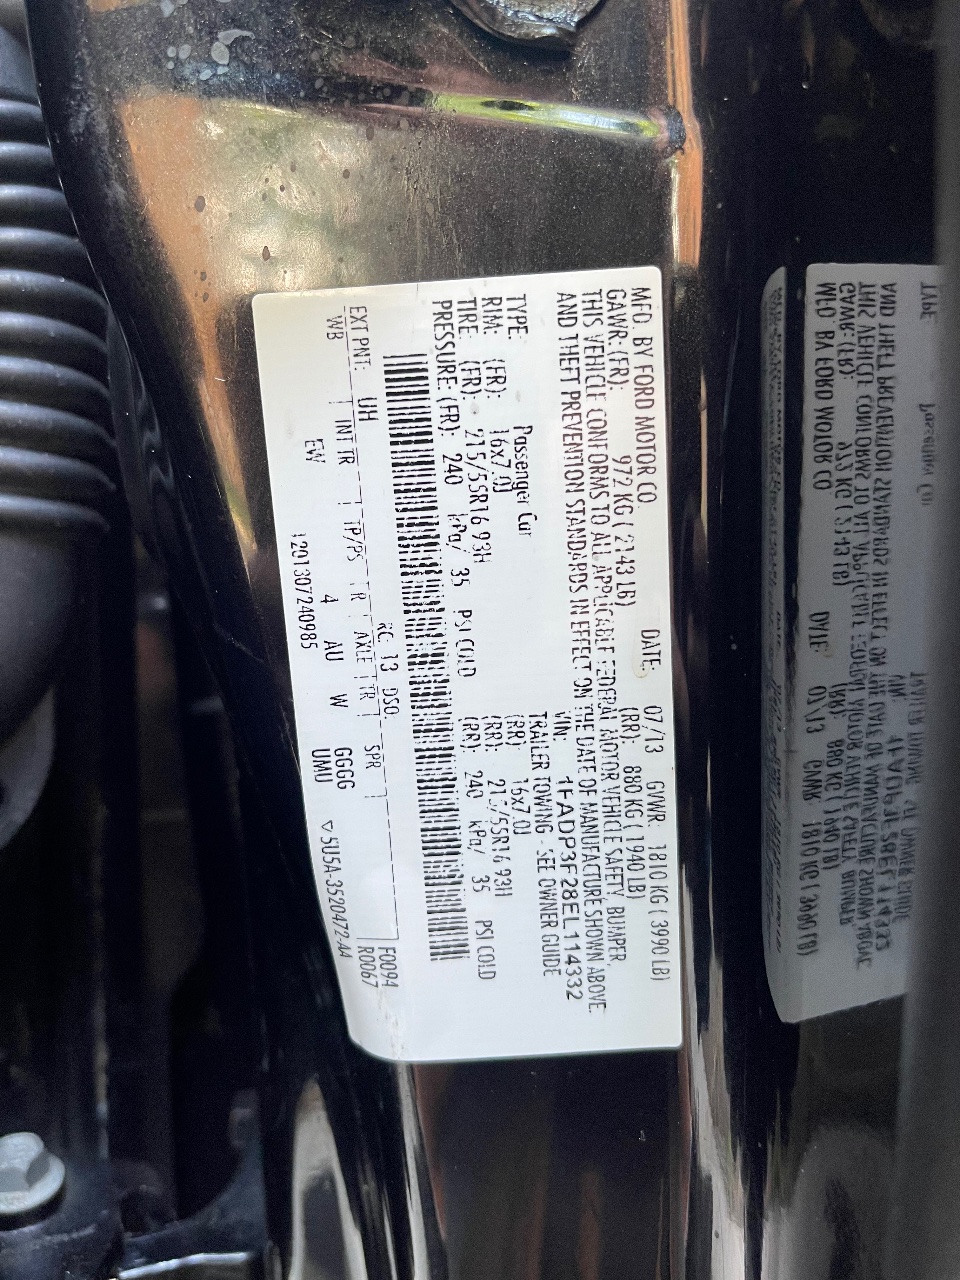 MFD. BY FORD MOTOR CO.
DATE: 07/13 GVWR: 1810 KG ( 3990 LB)
GAWR: (FR): 972 KG ( 2143 LB) (RR): 880 KG ( 1940 LB)
THIS VEHICLE CONFORMS TO ALL APPLICABLE FEDERAL MOTOR VEHICLE SAFETY, BUMPER,
AND THEFT PREVENTION STANDARDS IN EFFECT ON THE DATE OF MANUFACTURE SHOWN ABOVE.
VIN: 1FADP3F28EL114332
TYPE: Passenger Car TRAILER TOWING - SEE OWNER GUIDE
RIM: (FR): 16x7.0J (RR): 16x7.0J
TIRE: (FR): 215/55R16 93H (RR): 215/55R16 93H
PRESSURE: (FR): 240 kPa/ 35 PSI COLD (RR): 240 kPa/ 35 PSI COLD
EXT PNT: UH RC: 13 DSO: F0094
WB INT TR TP/PS R AXLE TR SPR R0067
EW 4 AU W GGGG
UMU
1201307240985 ▽5U5A-3520472-AA